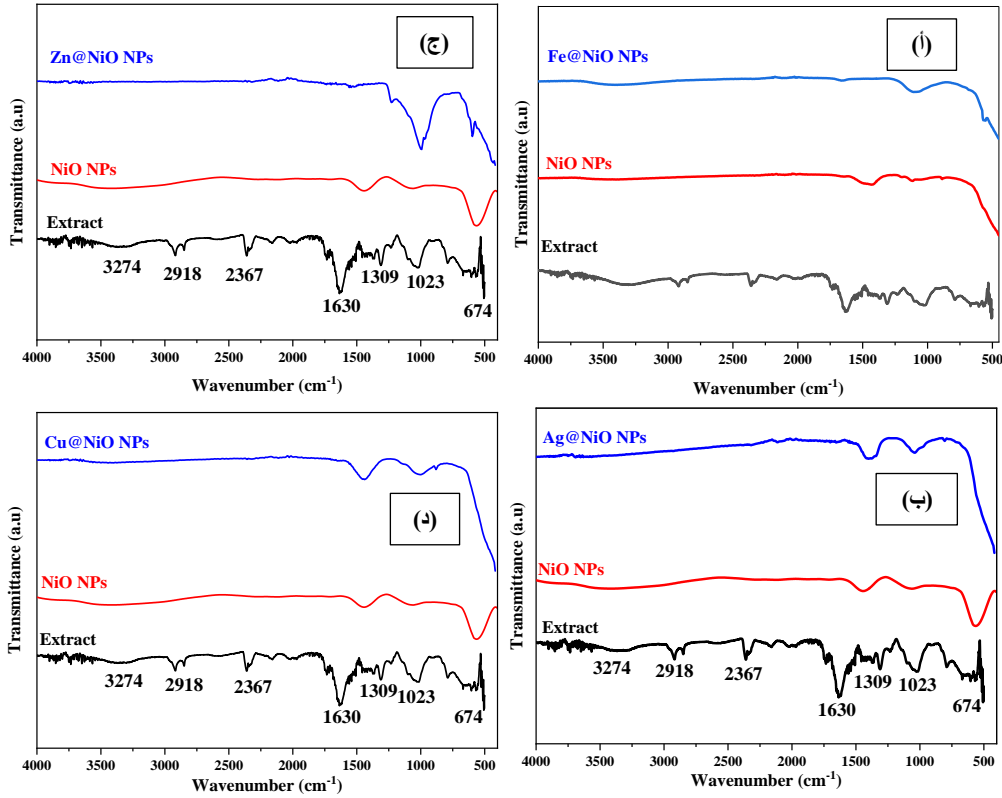 (ج)
Zn@NiO NPs
NiO NPs
Extract
3274
2918
2367
1630
1309
1023
674
Transmittance (a.u)
4000 3500 3000 2500 2000 1500 1000 500
Wavenumber (cm-1)
(أ)
Fe@NiO NPs
NiO NPs
Extract
Transmittance (a.u)
4000 3500 3000 2500 2000 1500 1000 500
Wavenumber (cm-1)
(د)
Cu@NiO NPs
NiO NPs
Extract
3274
2918
2367
1630
1309
1023
674
Transmittance (a.u)
4000 3500 3000 2500 2000 1500 1000 500
Wavenumber (cm-1)
(ب)
Ag@NiO NPs
NiO NPs
Extract
3274
2918
2367
1630
1309
1023
674
Transmittance (a.u)
4000 3500 3000 2500 2000 1500 1000 500
Wavenumber (cm-1)